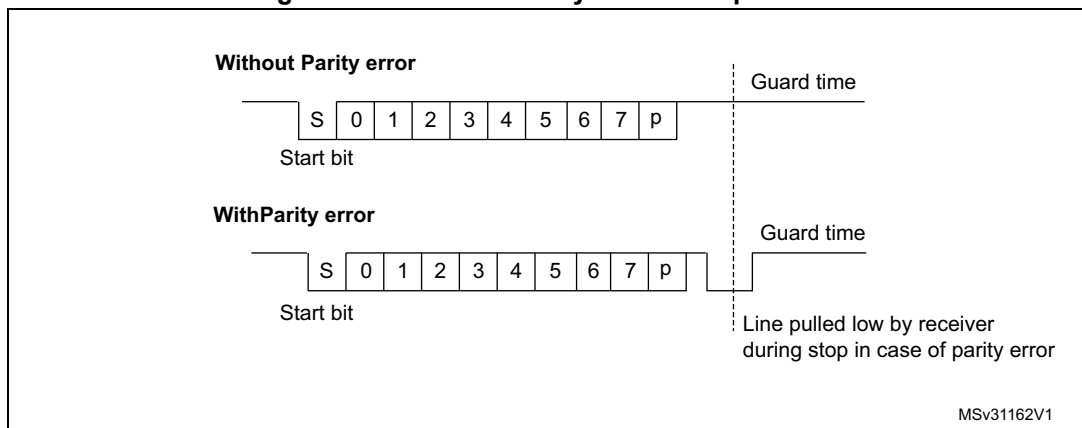 Without Parity error
Guard time
S 0 1 2 3 4 5 6 7 p
Start bit
WithParity error
Guard time
S 0 1 2 3 4 5 6 7 p
Start bit
Line pulled low by receiver
during stop in case of parity error
MSv31162V1